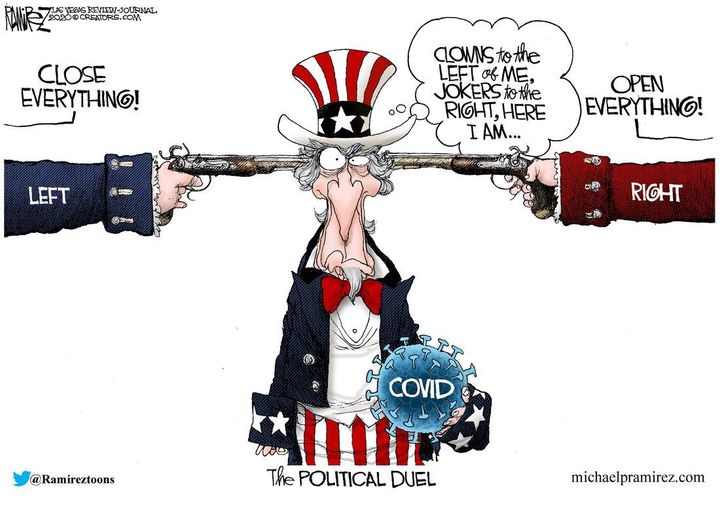 RAMIREZ
LAS VEGAS REVIEW-JOURNAL
2020 © CREATORS.COM
CLOSE
EVERYTHING!
CLOWNS to the
LEFT of ME,
JOKERS to the
RIGHT, HERE
I AM...
OPEN
EVERYTHING!
LEFT
RIGHT
COVID
The POLITICAL DUEL
@Ramireztoons
michaelpramirez.com